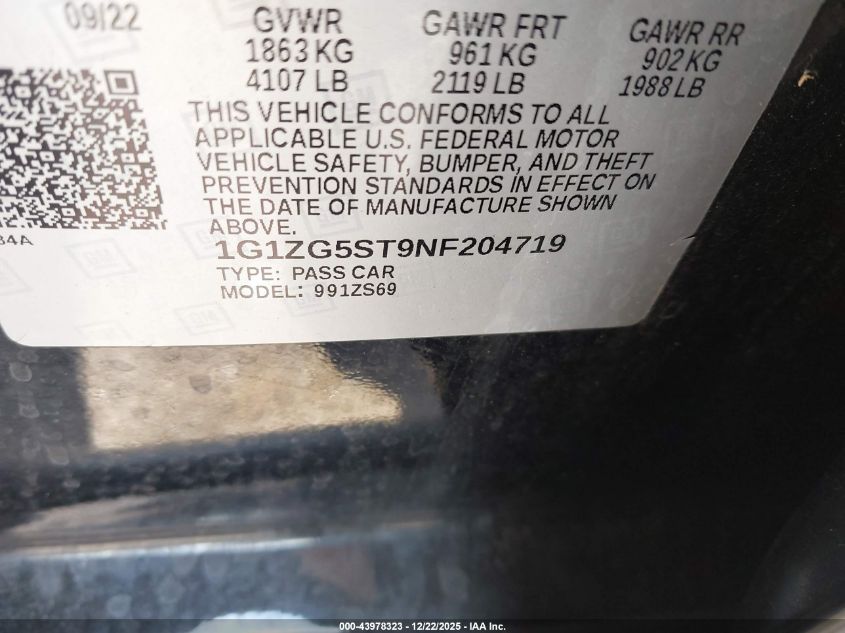 09/22 GVWR GAWR FRT GAWR RR
1863 KG 961 KG 902 KG
4107 LB 2119 LB 1988 LB
THIS VEHICLE CONFORMS TO ALL
APPLICABLE U.S. FEDERAL MOTOR
VEHICLE SAFETY, BUMPER, AND THEFT
PREVENTION STANDARDS IN EFFECT ON
THE DATE OF MANUFACTURE SHOWN
ABOVE.
84A
1G1ZG5ST9NF204719
TYPE: PASS CAR
MODEL: 991ZS69
000-43978323 - 12/22/2025 - IAA Inc.